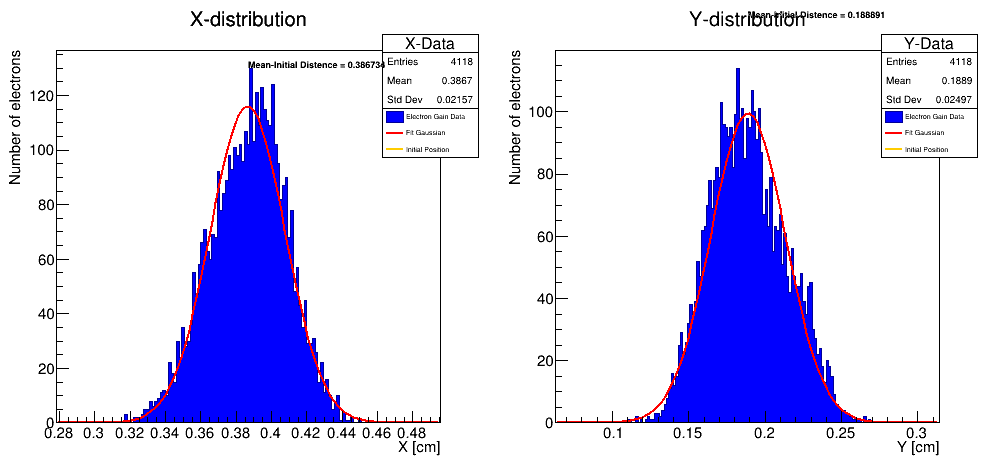 X-distribution
Mean-Initial Distence = 0.386734
X-Data
Entries 4118
Mean 0.3867
Std Dev 0.02157
Electron Gain Data
Fit Gaussian
Initial Position
Number of electrons
120
100
80
60
40
20
0
0.28 0.3 0.32 0.34 0.36 0.38 0.4 0.42 0.44 0.46 0.48
X [cm]
Y-distribution
Mean-Initial Distence = 0.188891
Y-Data
Entries 4118
Mean 0.1889
Std Dev 0.02497
Electron Gain Data
Fit Gaussian
Initial Position
Number of electrons
100
80
60
40
20
0
0.1 0.15 0.2 0.25 0.3
Y [cm]